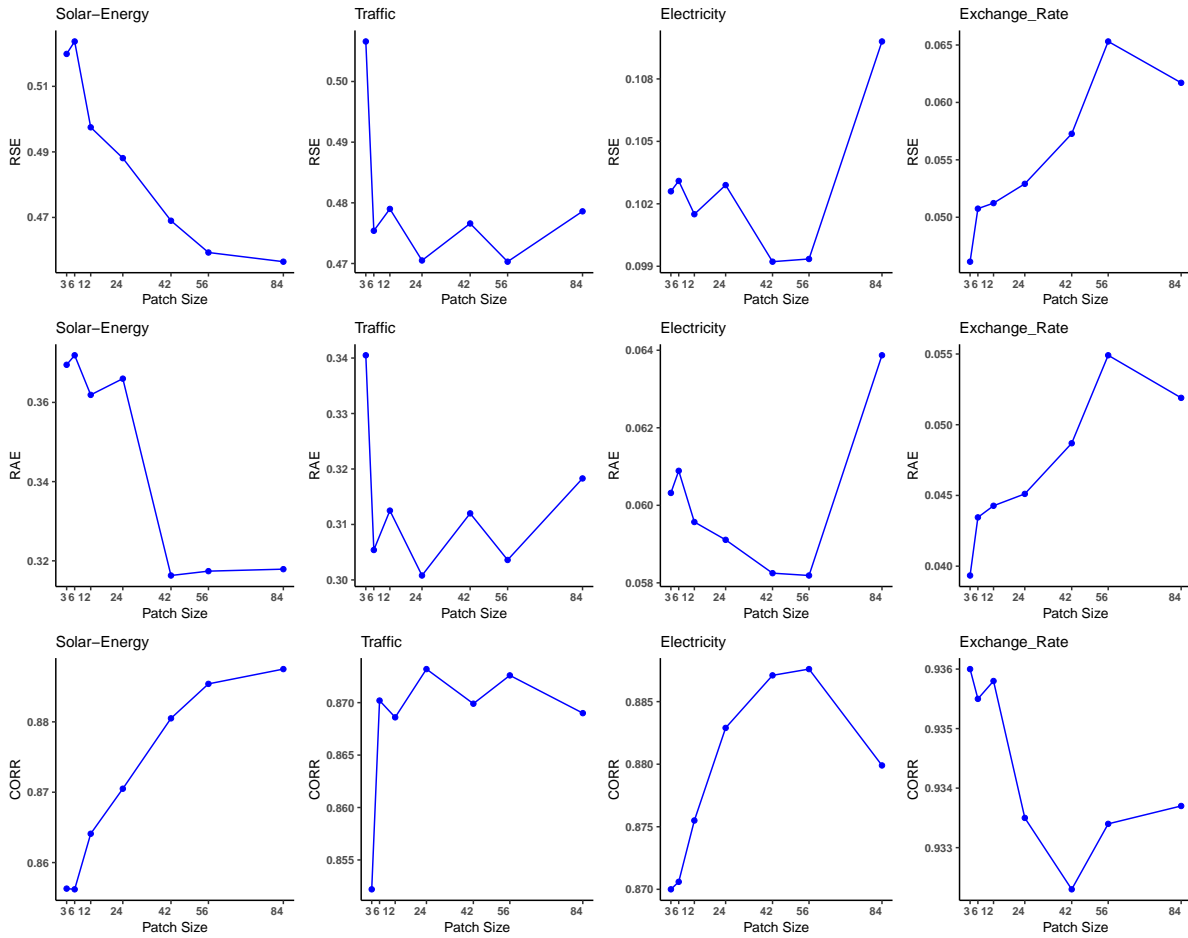 Solar−Energy
Traffic
Electricity
Exchange_Rate
RSE
0.51
0.49
0.47
3 6 12 24 42 56 84
Patch Size
RSE
0.50
0.49
0.48
0.47
3 6 12 24 42 56 84
Patch Size
RSE
0.108
0.105
0.102
0.099
3 6 12 24 42 56 84
Patch Size
RSE
0.065
0.060
0.055
0.050
3 6 12 24 42 56 84
Patch Size
Solar−Energy
Traffic
Electricity
Exchange_Rate
RAE
0.36
0.34
0.32
3 6 12 24 42 56 84
Patch Size
RAE
0.34
0.33
0.32
0.31
0.30
3 6 12 24 42 56 84
Patch Size
RAE
0.064
0.062
0.060
0.058
3 6 12 24 42 56 84
Patch Size
RAE
0.055
0.050
0.045
0.040
3 6 12 24 42 56 84
Patch Size
Solar−Energy
Traffic
Electricity
Exchange_Rate
CORR
0.88
0.87
0.86
3 6 12 24 42 56 84
Patch Size
CORR
0.870
0.865
0.860
0.855
3 6 12 24 42 56 84
Patch Size
CORR
0.885
0.880
0.875
0.870
3 6 12 24 42 56 84
Patch Size
CORR
0.936
0.935
0.934
0.933
3 6 12 24 42 56 84
Patch Size